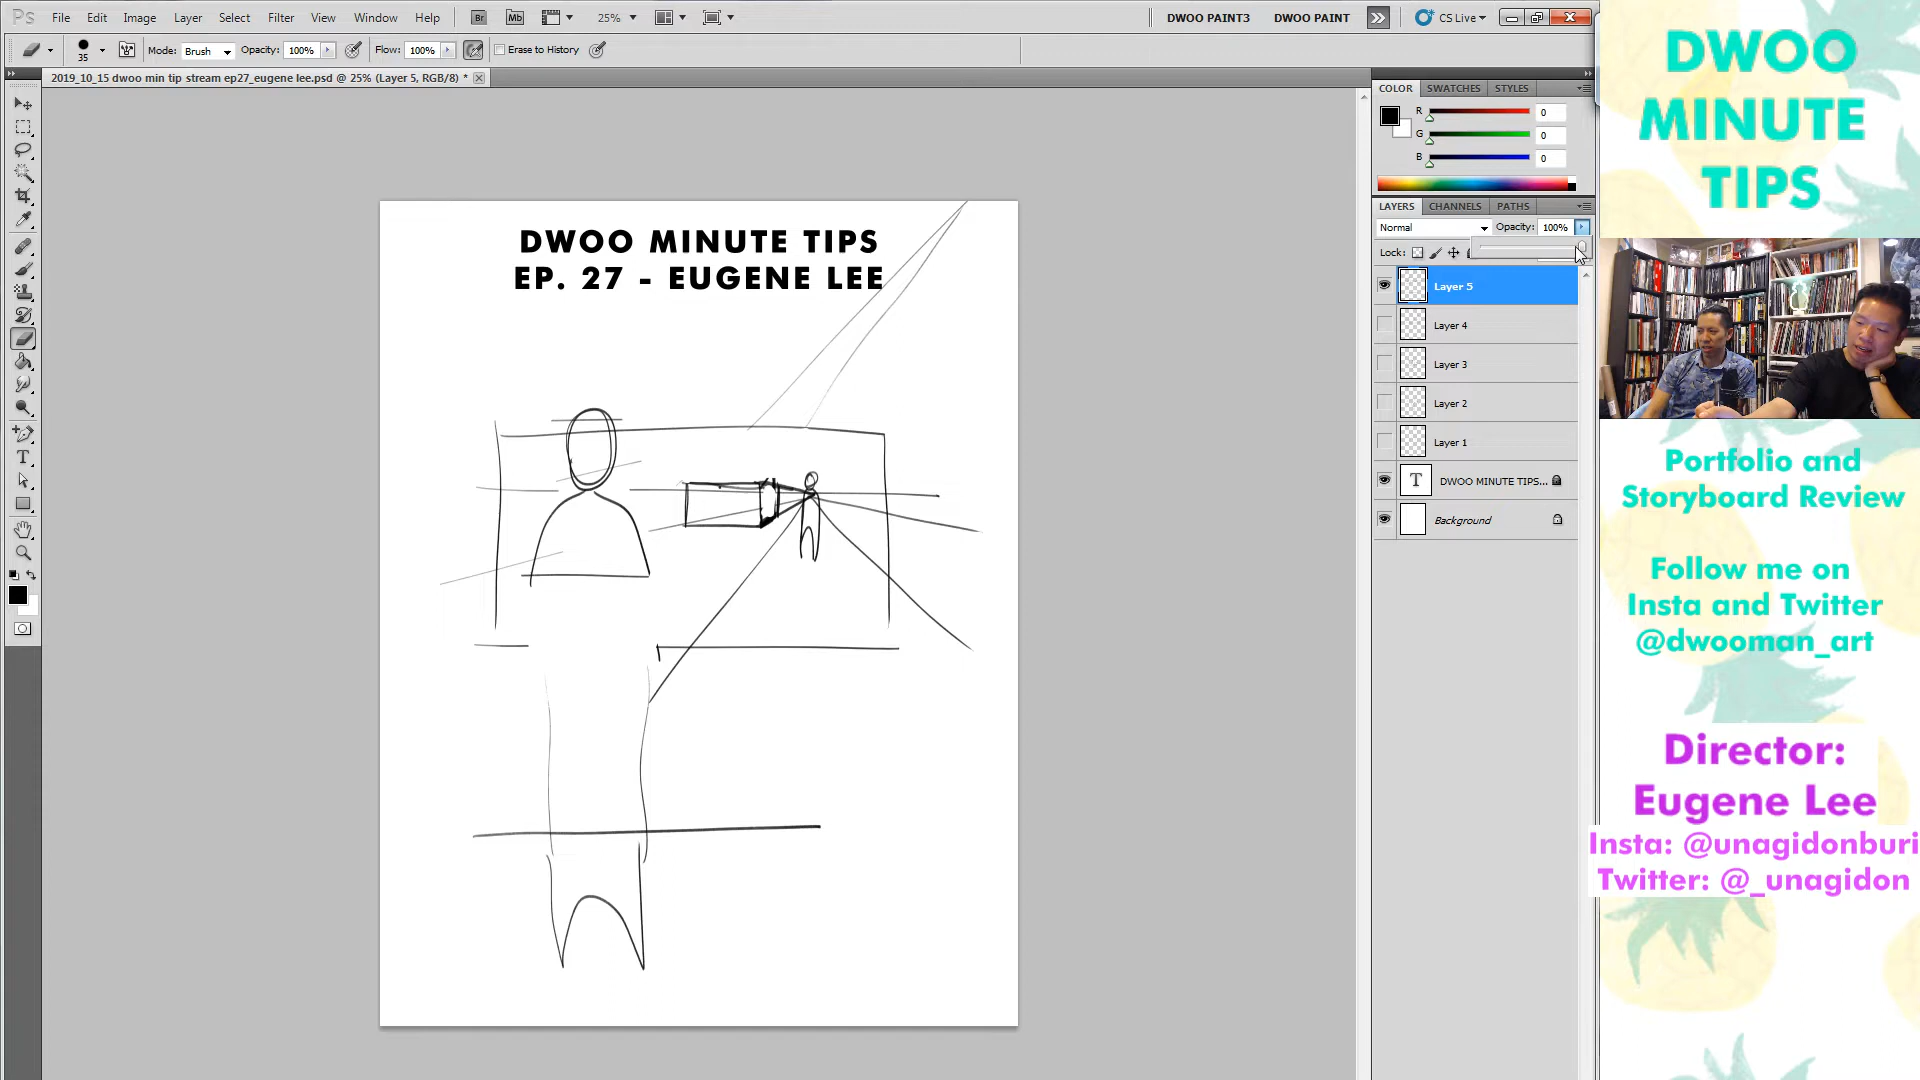 Ps File Edit Image Layer Select Filter View Window Help Br Mb 25% DWOO PAINT3 DWOO PAINT CS Live
35 Mode: Brush Opacity: 100% Flow: 100% Erase to History
2019_10_15 dwoo min tip stream ep27_eugene lee.psd @ 25% (Layer 5, RGB/8) *
DWOO MINUTE TIPS
EP. 27 - EUGENE LEE
COLOR SWATCHES STYLES
R 0
G 0
B 0
LAYERS CHANNELS PATHS
Normal Opacity: 100%
Lock:
Layer 5
Layer 4
Layer 3
Layer 2
Layer 1
T DWOO MINUTE TIPS...
Background
DWOO
MINUTE
TIPS
Portfolio and
Storyboard Review
Follow me on
Insta and Twitter
@dwooman_art
Director:
Eugene Lee
Insta: @unagidonburi
Twitter: @_unagidon